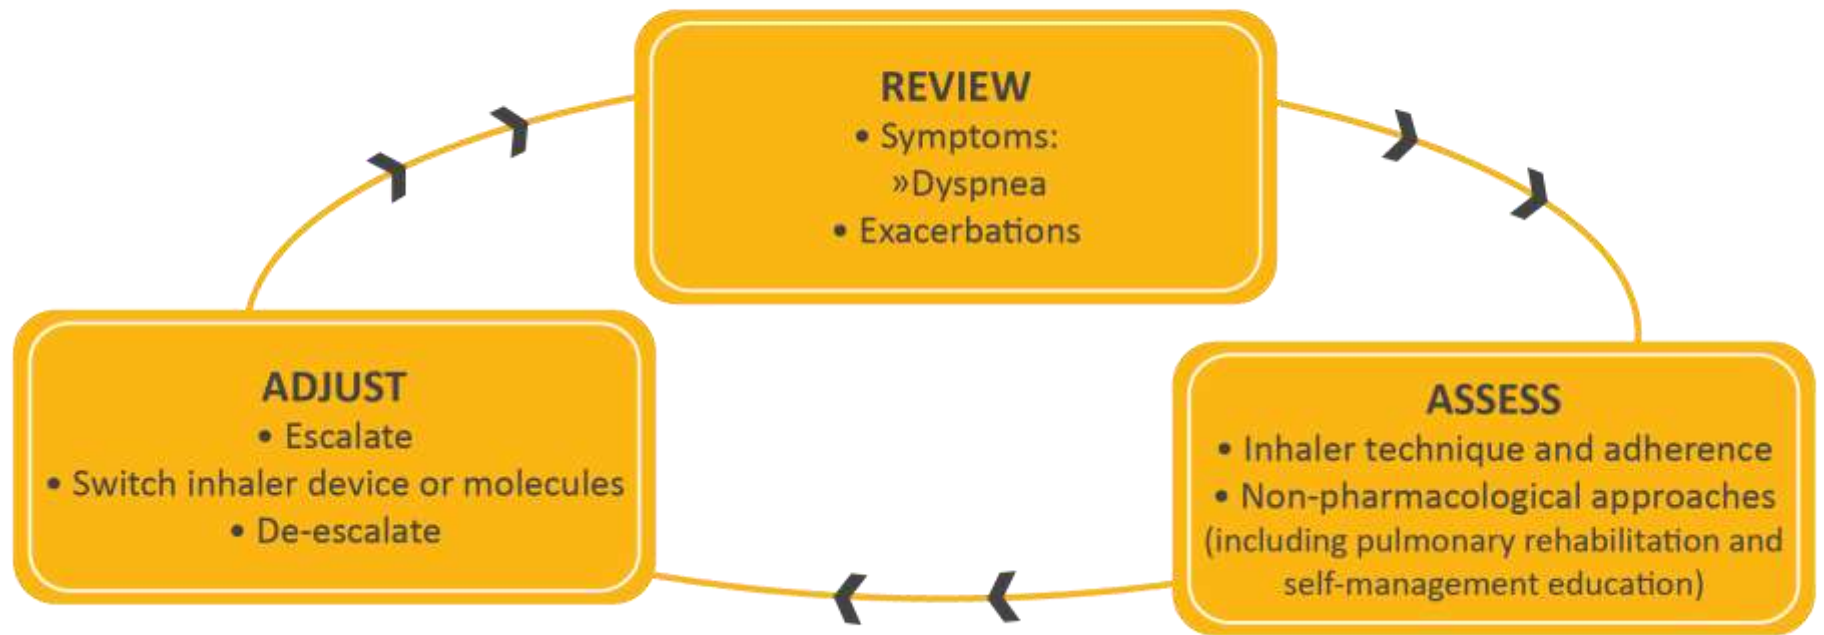 REVIEW
• Symptoms:
»Dyspnea
• Exacerbations
ADJUST
• Escalate
• Switch inhaler device or molecules
• De-escalate
ASSESS
• Inhaler technique and adherence
• Non-pharmacological approaches
(including pulmonary rehabilitation and
self-management education)